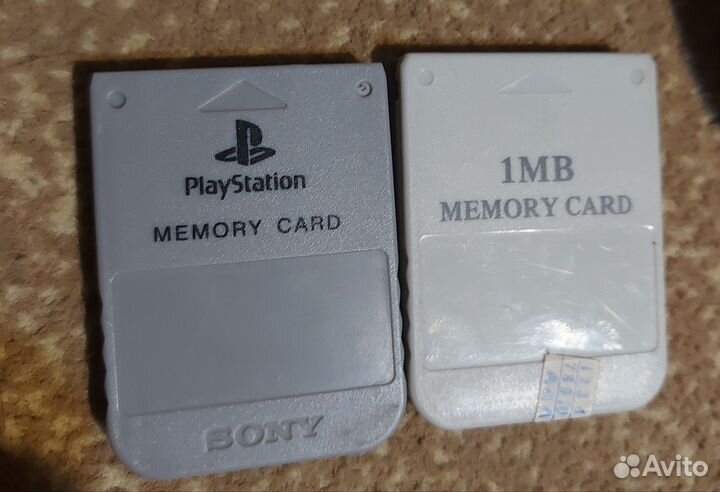 PlayStation
MEMORY CARD
SONY
1MB
MEMORY CARD
Avito